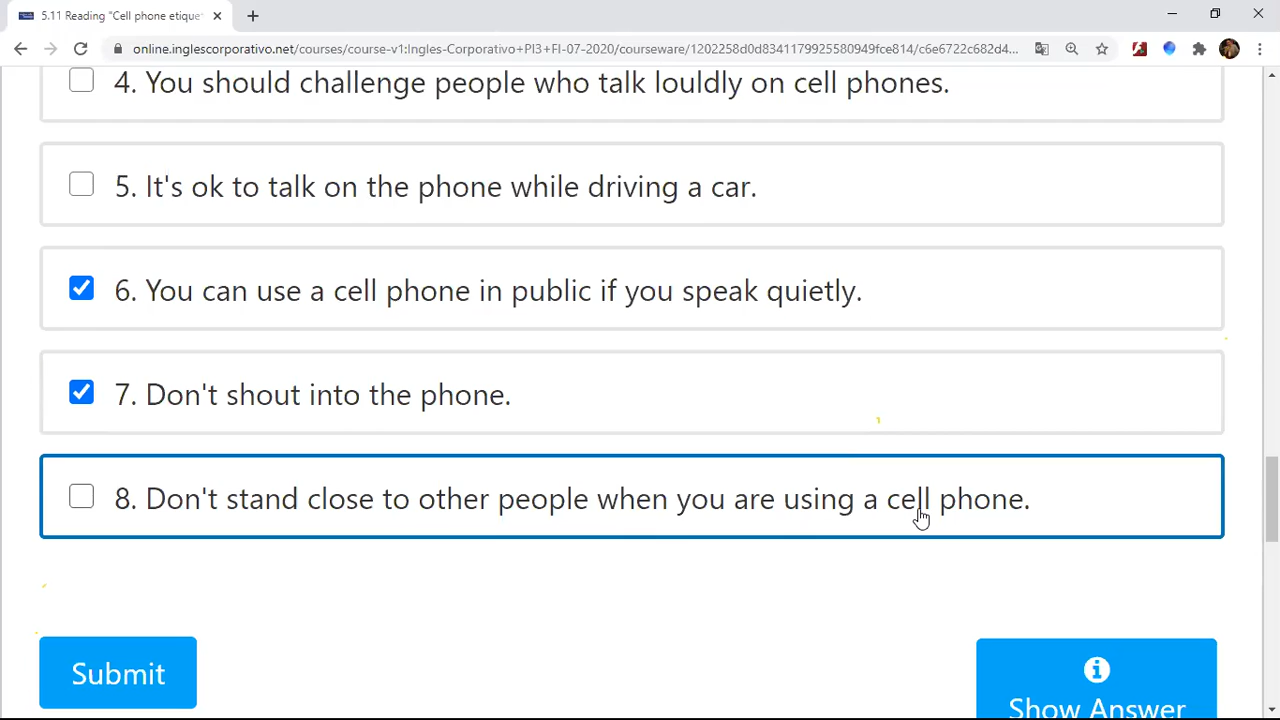 5.11 Reading "Cell phone etique
online.inglescorporativo.net/courses/course-v1:Ingles-Corporativo+PI3+FI-07-2020/courseware/1202258d0d8341179925580949fce814/c6e6722c682d4...
4. You should challenge people who talk louldly on cell phones.
5. It's ok to talk on the phone while driving a car.
6. You can use a cell phone in public if you speak quietly.
7. Don't shout into the phone.
8. Don't stand close to other people when you are using a cell phone.
Submit
Show Answer